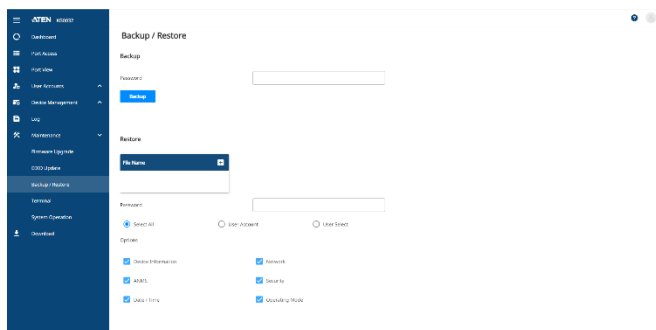 ATEN
Dashboard
Backup / Restore
Port Access
Backup
Port View
User Accounts
Password
Device Management
Backup
Log
Maintenance
Restore
Firmware Upgrade
File Name
EDID Update
Backup / Restore
Terminal
Password
System Operation
Select All
User Account
User Select
Download
Options
Device Information
Network
ANMS
Security
Date / Time
Operating Mode